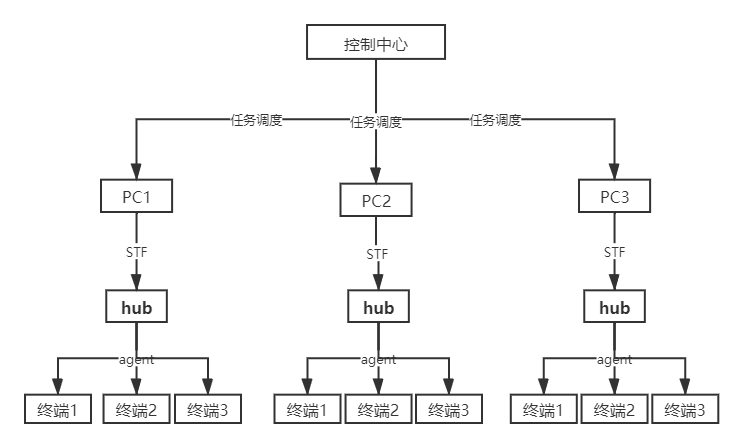 控制中心
任务调度
任务调度
任务调度
PC1
PC2
PC3
STF
STF
STF
hub
hub
hub
agent
agent
agent
终端1
终端2
终端3
终端1
终端2
终端3
终端1
终端2
终端3